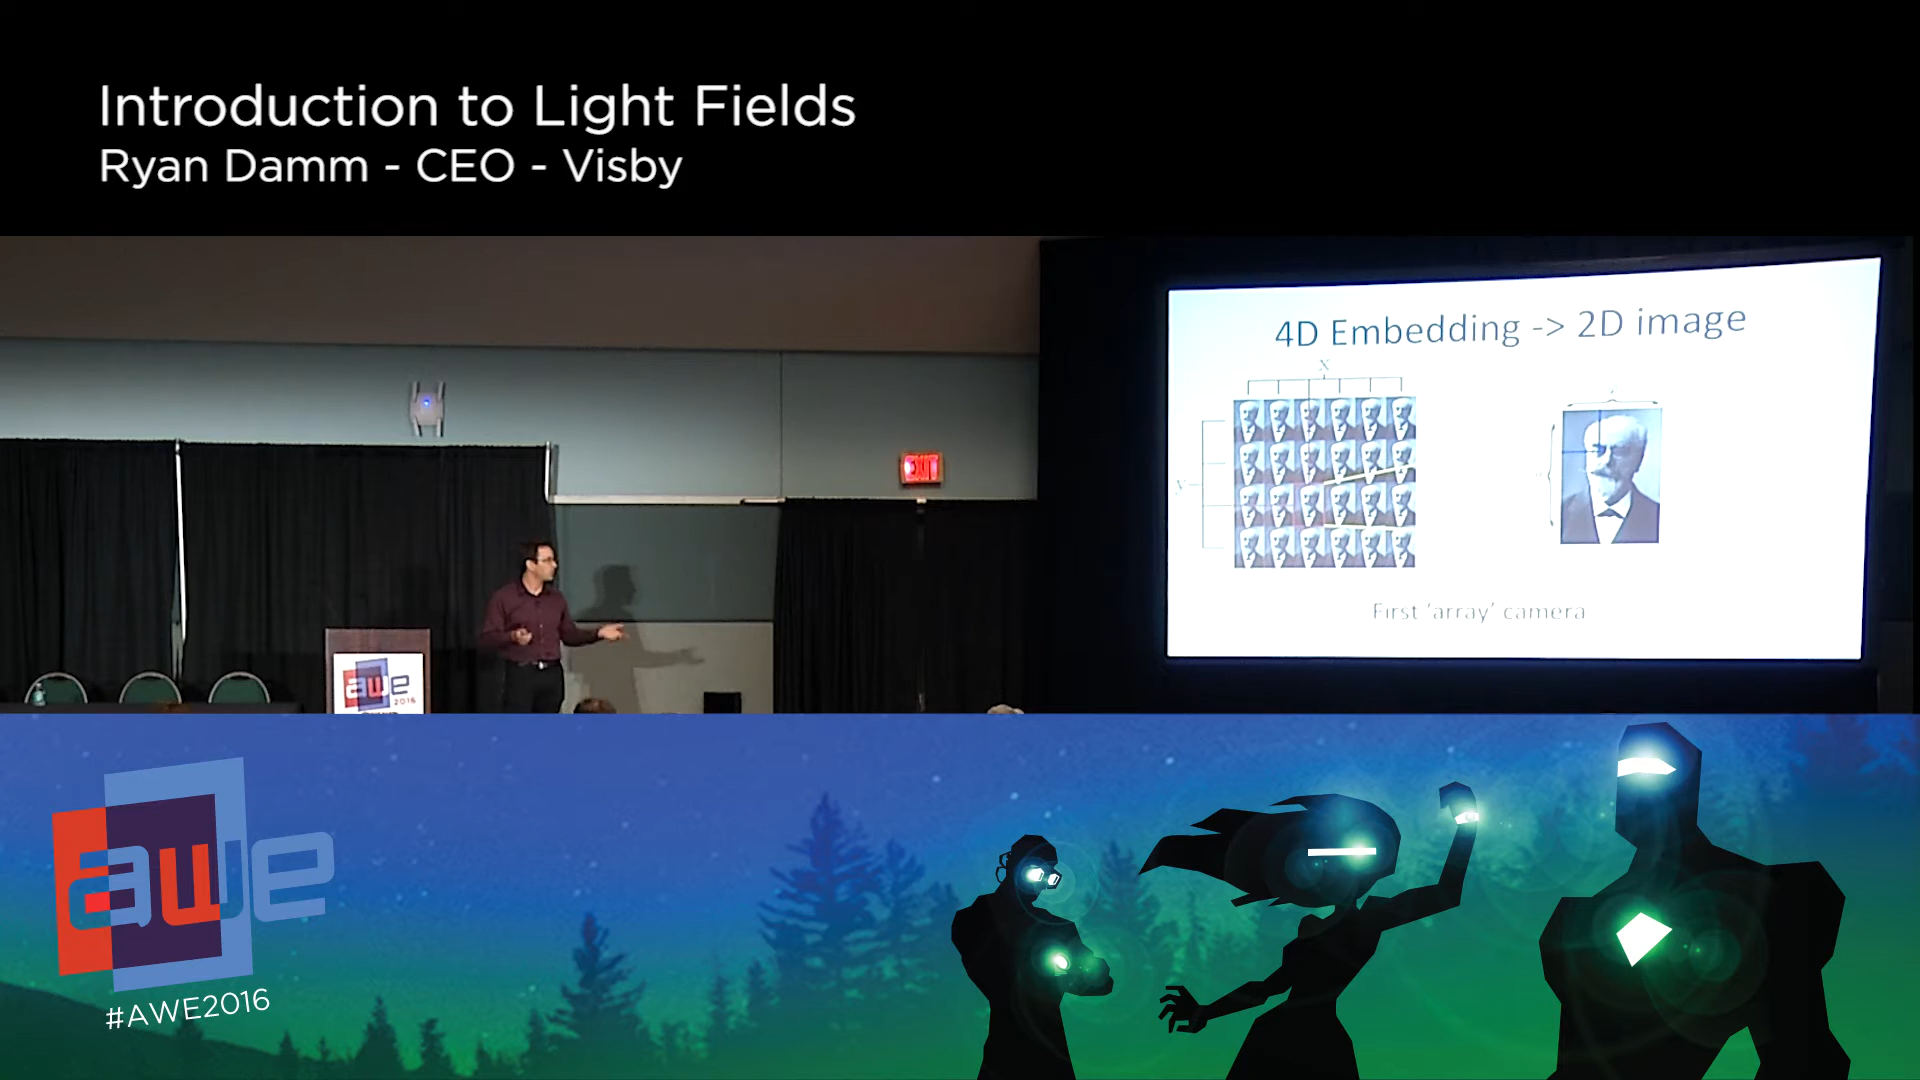 Introduction to Light Fields
Ryan Damm - CEO - Visby
4D Embedding -> 2D image
x
y
First 'array' camera
EXIT
awe
2016
awe
#AWE2016